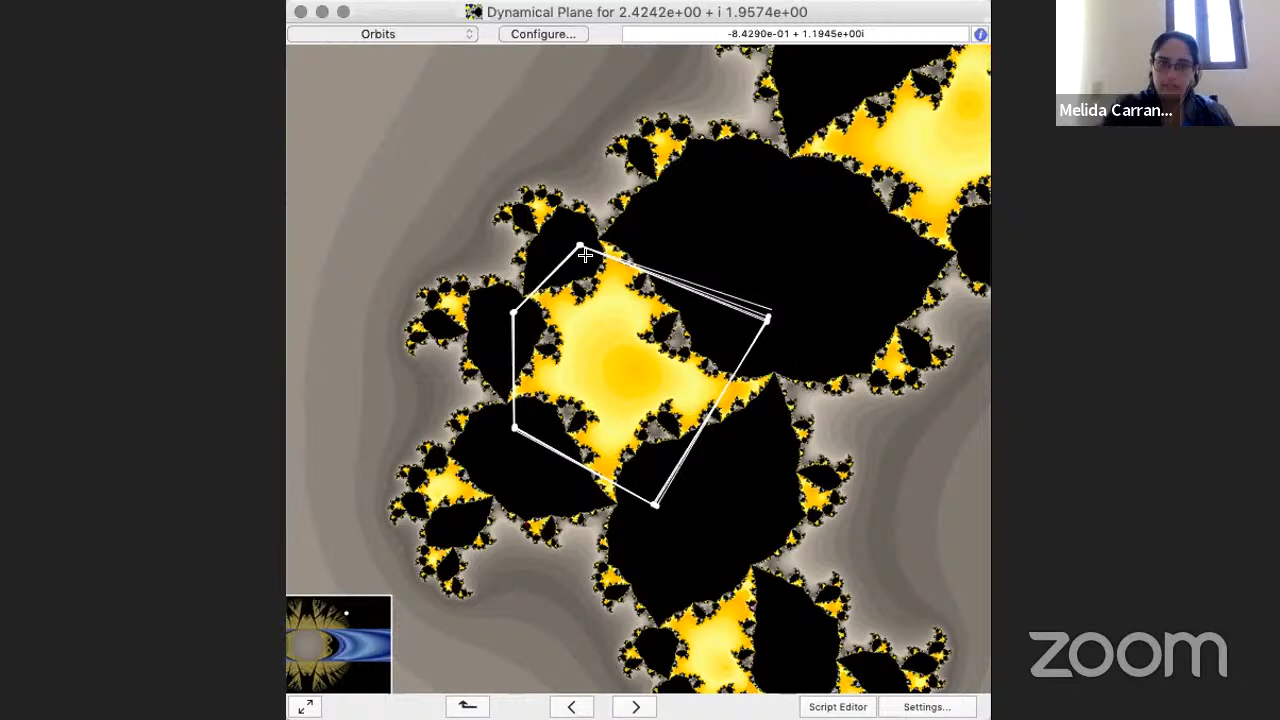 Dynamical Plane for 2.4242e+00 + i 1.9574e+00
Orbits
Configure...
-8.4290e-01 + 1.1945e+00i
i
Melida Carran...
zoom
Script Editor
Settings...